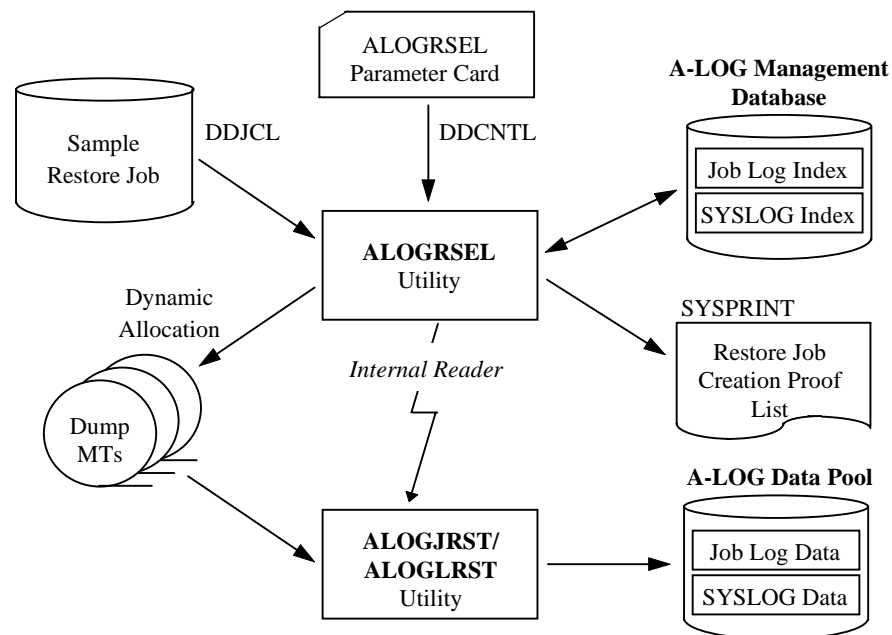 ALOGRSEL
Parameter Card
A-LOG Management
Database
Sample
Restore Job
DDJCL
DDCNTL
Job Log Index
SYSLOG Index
ALOGRSEL
Utility
Dynamic
Allocation
SYSPRINT
Restore Job
Creation Proof
List
Internal Reader
Dump
MTs
A-LOG Data Pool
ALOGJRST/
ALOGLRST
Utility
Job Log Data
SYSLOG Data